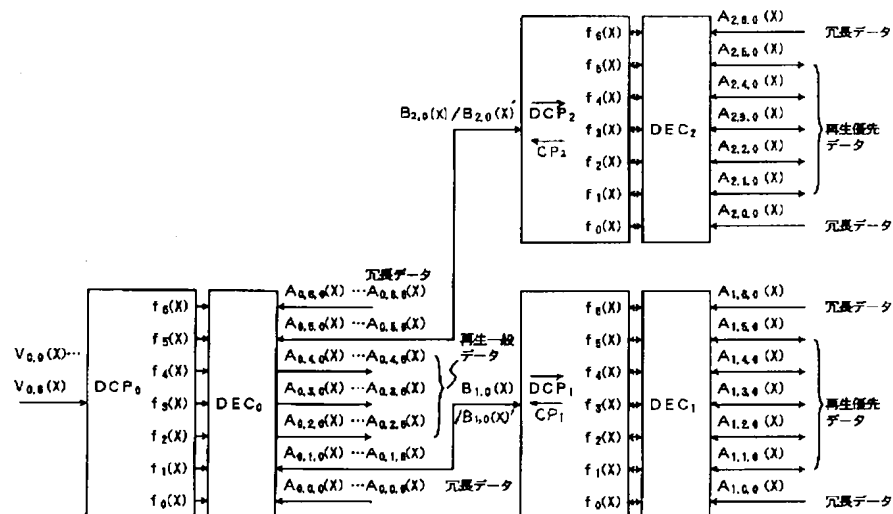 f₆(X)
f₅(X)
f₄(X)
f₃(X)
f₂(X)
f₁(X)
f₀(X)
DCP₂
CP₂
DEC₂
B₂,₀(X)/B₂,₀(X)′
A₂,₆,₀(X)
A₂,₅,₀(X)
A₂,₄,₀(X)
A₂,₃,₀(X)
A₂,₂,₀(X)
A₂,₁,₀(X)
A₂,₀,₀(X)
冗長データ
再生優先
データ
冗長データ
V₀,₀(X)…
V₀,₆(X)
DCP₀
f₆(X)
f₅(X)
f₄(X)
f₃(X)
f₂(X)
f₁(X)
f₀(X)
DEC₀
冗長データ
A₀,₆,₀(X)…A₀,₆,₆(X)
A₀,₅,₀(X)…A₀,₅,₆(X)
A₀,₄,₀(X)…A₀,₄,₆(X)
A₀,₃,₀(X)…A₀,₃,₆(X)
A₀,₂,₀(X)…A₀,₂,₆(X)
A₀,₁,₀(X)…A₀,₁,₆(X)
A₀,₀,₀(X)…A₀,₀,₆(X)
再生一般
データ
冗長データ
B₁,₀(X)
/B₁,₀(X)′
DCP₁
CP₁
f₆(X)
f₅(X)
f₄(X)
f₃(X)
f₂(X)
f₁(X)
f₀(X)
DEC₁
A₁,₆,₀(X)
A₁,₅,₀(X)
A₁,₄,₀(X)
A₁,₃,₀(X)
A₁,₂,₀(X)
A₁,₁,₀(X)
A₁,₀,₀(X)
冗長データ
再生優先
データ
冗長データ